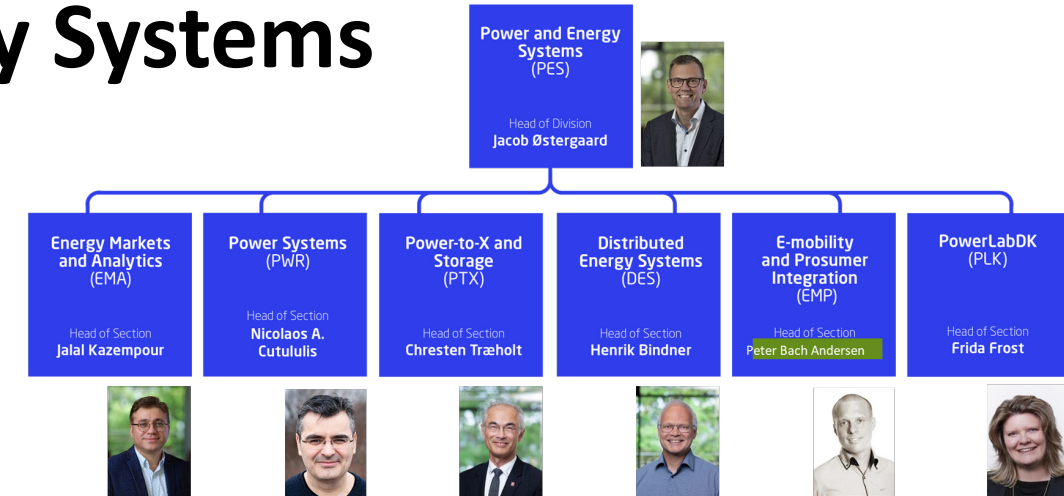 y Systems
Power and Energy
Systems
(PES)
Head of Division
Jacob Østergaard
Energy Markets
and Analytics
(EMA)
Head of Section
Jalal Kazempour
Power Systems
(PWR)
Head of Section
Nicolaos A.
Cutululis
Power-to-X and
Storage
(PTX)
Head of Section
Chresten Træholt
Distributed
Energy Systems
(DES)
Head of Section
Henrik Bindner
E-mobility
and Prosumer
Integration
(EMP)
Head of Section
Peter Bach Andersen
PowerLabDK
(PLK)
Head of Section
Frida Frost